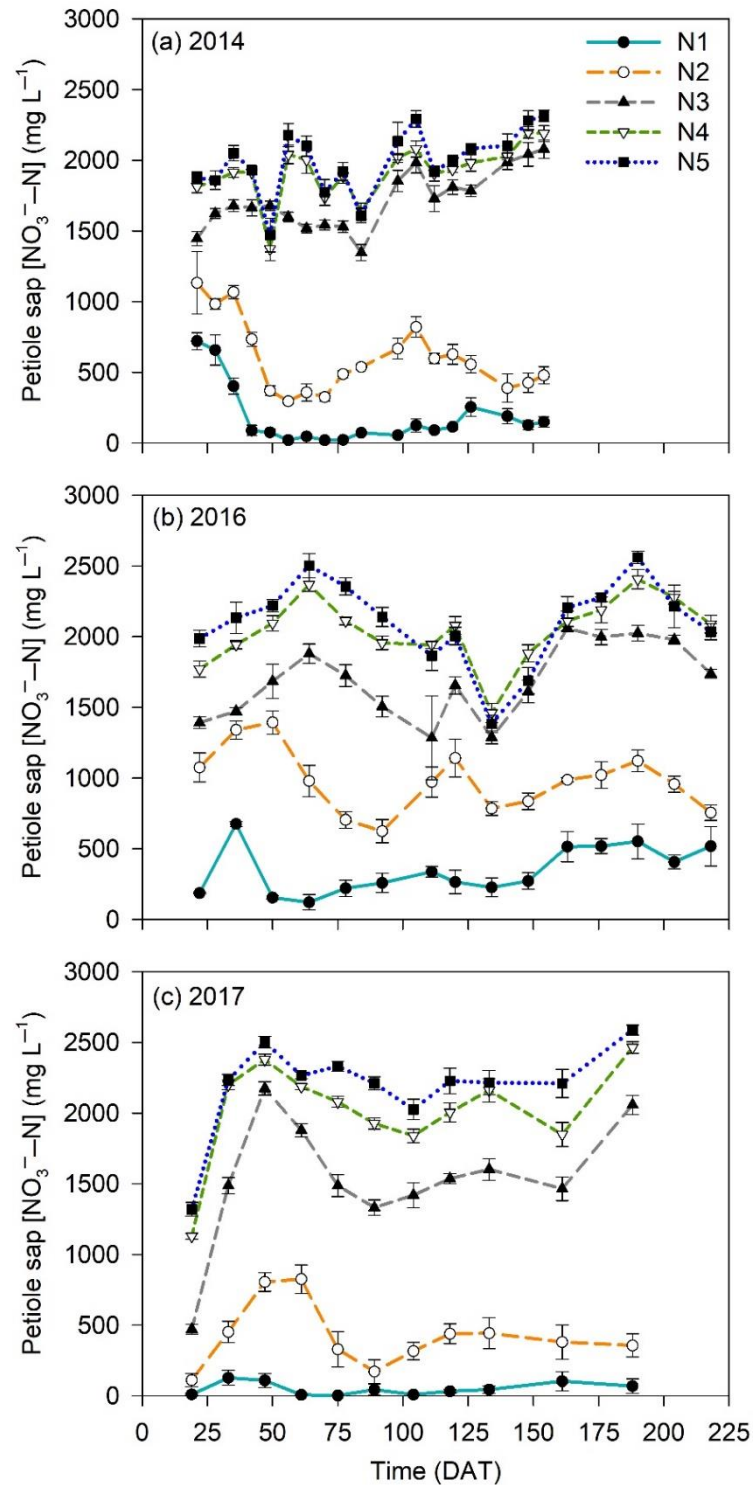 (a) 2014
N1
N2
N3
N4
N5
Petiole sap [NO₃⁻–N] (mg L⁻¹)
3000
2500
2000
1500
1000
500
0
(b) 2016
Petiole sap [NO₃⁻–N] (mg L⁻¹)
3000
2500
2000
1500
1000
500
0
(c) 2017
Petiole sap [NO₃⁻–N] (mg L⁻¹)
3000
2500
2000
1500
1000
500
0
0 25 50 75 100 125 150 175 200 225
Time (DAT)